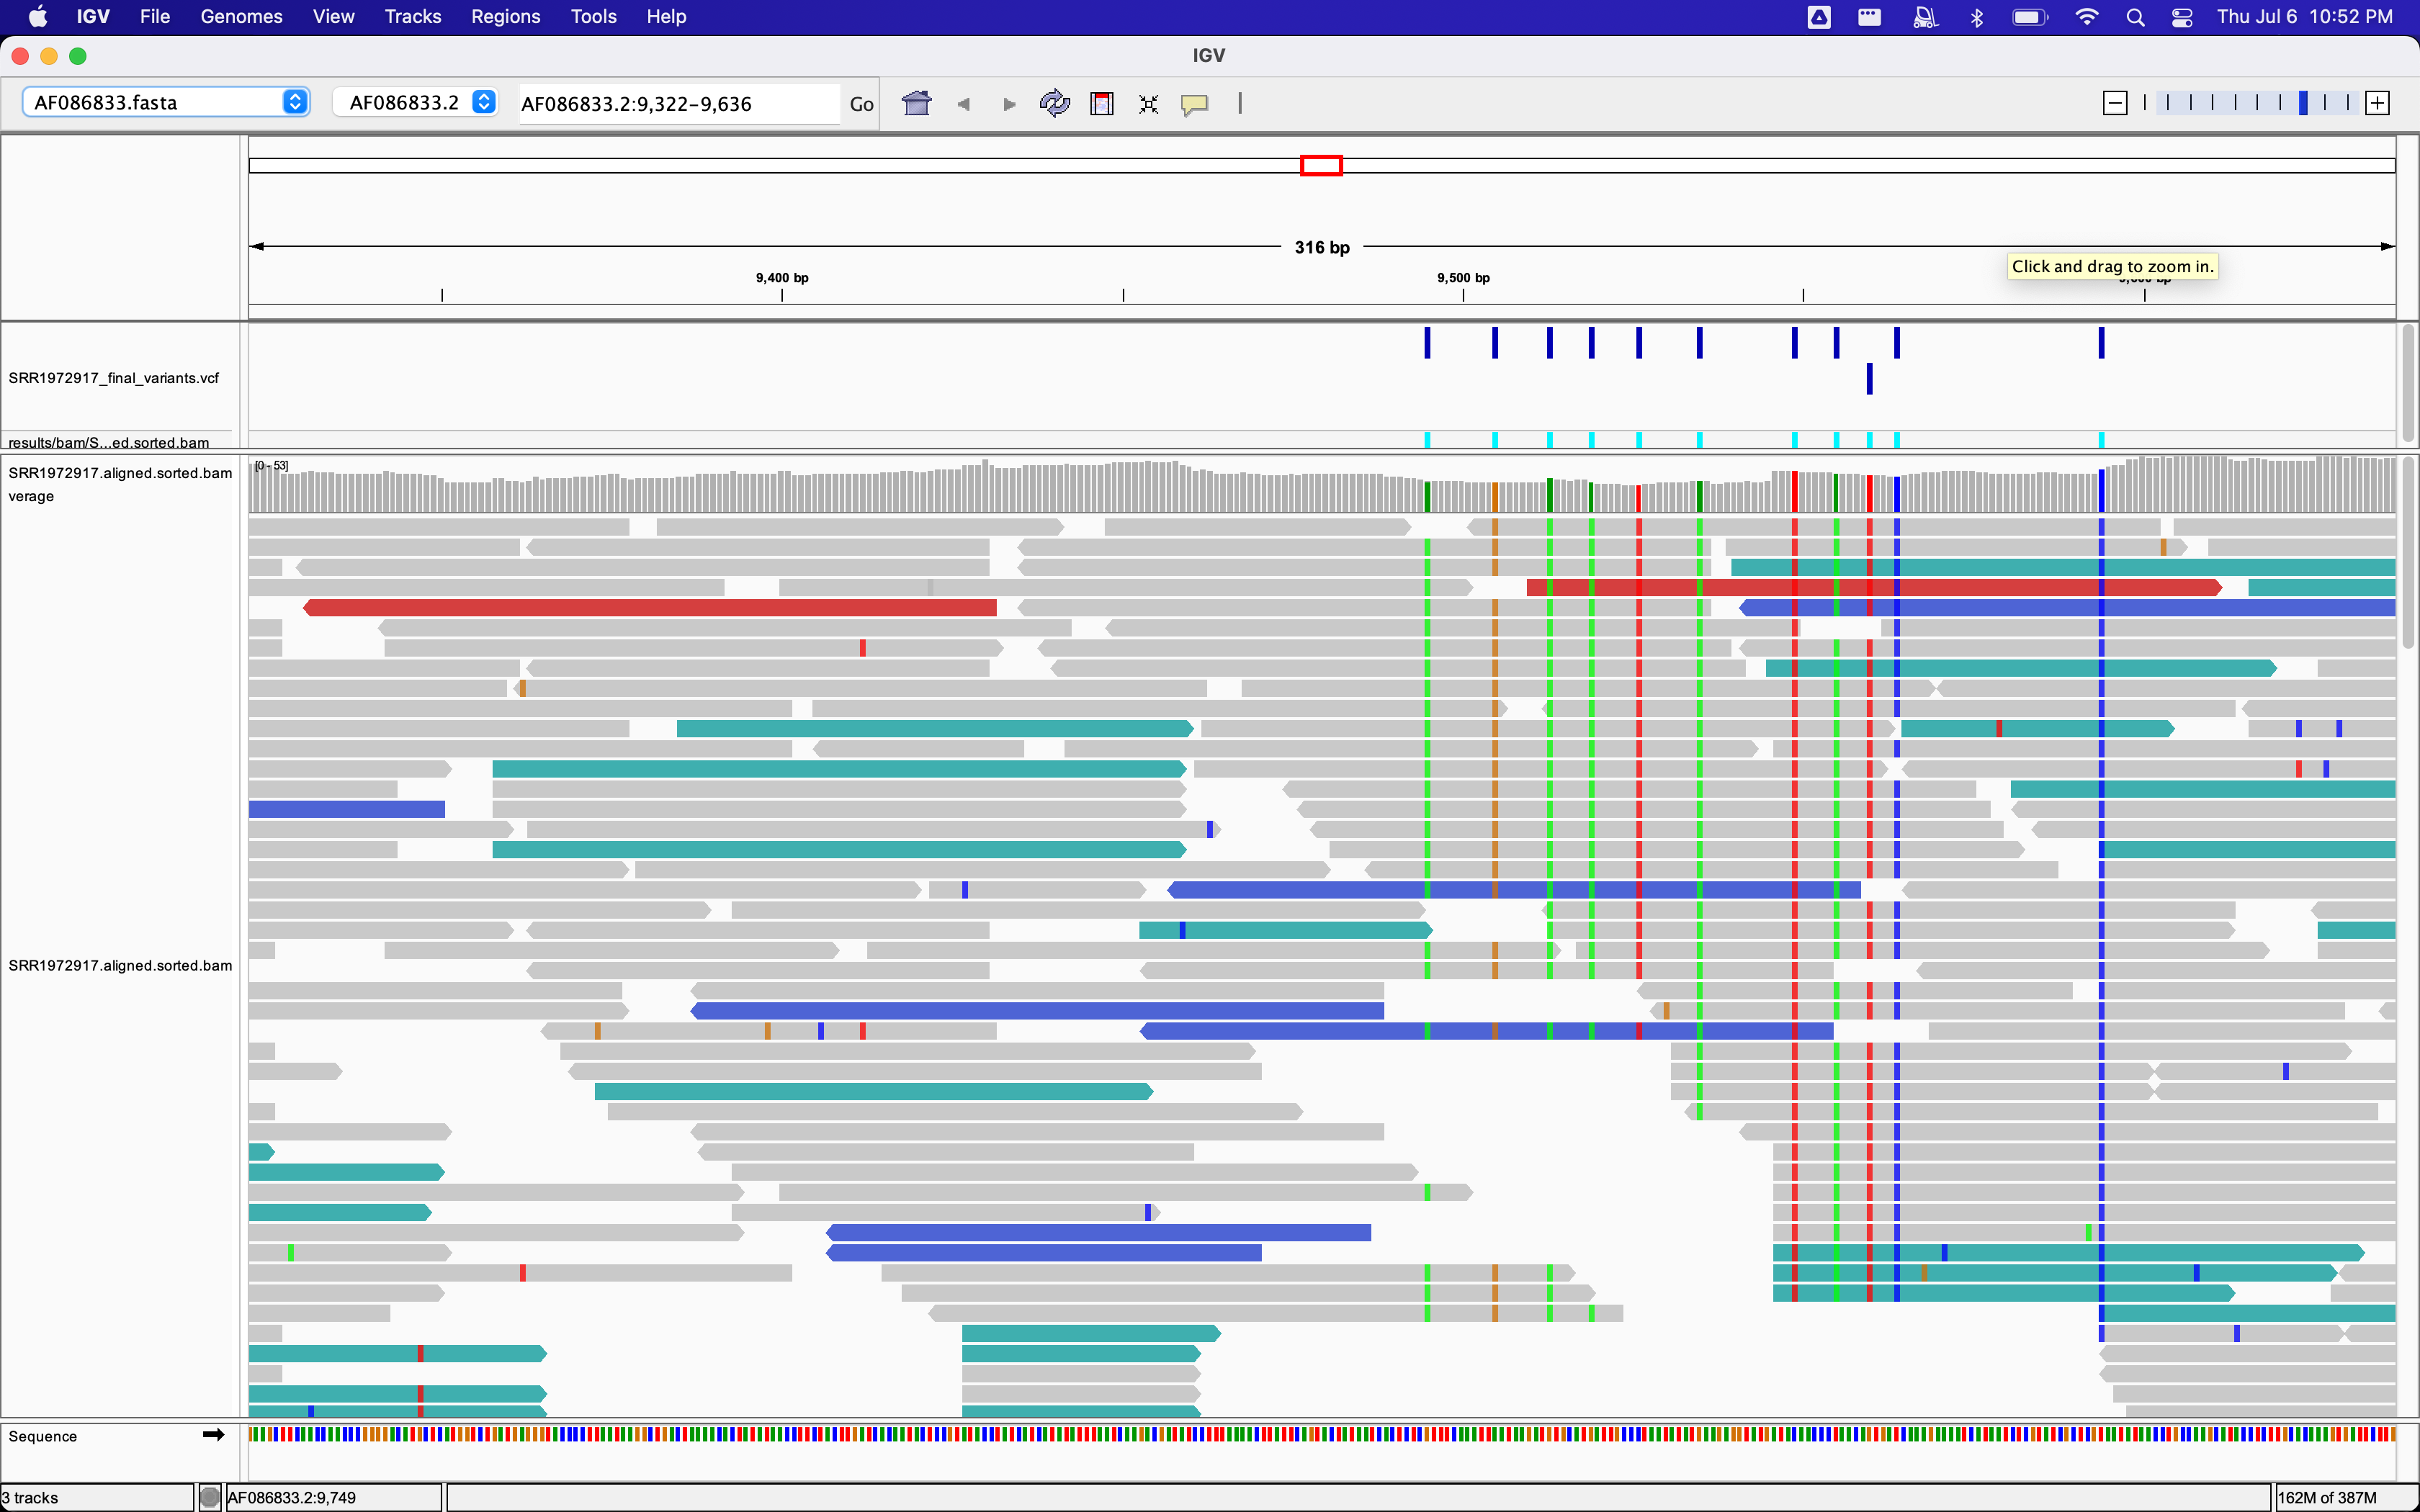 IGV File Genomes View Tracks Regions Tools Help Thu Jul 6 10:52 PM
IGV
AF086833.fasta AF086833.2 AF086833.2:9,322-9,636 Go
316 bp
9,400 bp 9,500 bp
Click and drag to zoom in.
SRR1972917_final_variants.vcf
results/bam/S...ed.sorted.bam
SRR1972917.aligned.sorted.bam [0 - 53]
verage
SRR1972917.aligned.sorted.bam
Sequence
3 tracks AF086833.2:9,749 162M of 387M